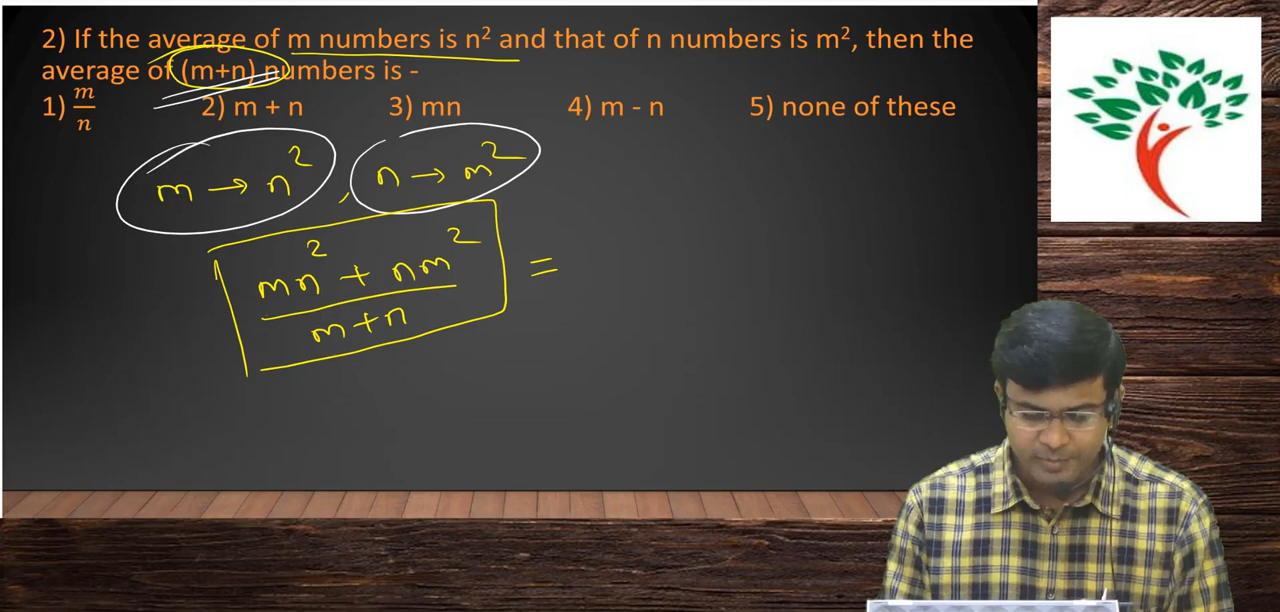 2) If the average of m numbers is n² and that of n numbers is m², then the
average of (m+n) numbers is -
1) m/n 2) m + n 3) mn 4) m - n 5) none of these
m → n² , n → m²
mn² + nm² =
m+n